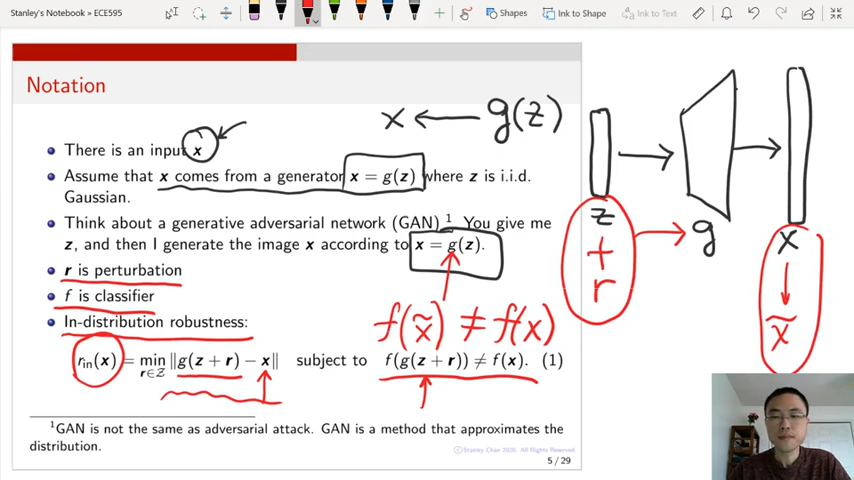 Stanley's Notebook » ECE595
Shapes
Ink to Shape
Ink to Text
Notation
x ← g(z)
There is an input x
Assume that x comes from a generator x = g(z) where z is i.i.d.
Gaussian.
Think about a generative adversarial network (GAN) 1 You give me
z, and then I generate the image x according to x = g(z).
r is perturbation
f is classifier
In-distribution robustness:
f(x̃) ≠ f(x)
r_in(x) = min_{r∈Z} ‖g(z + r) − x‖ subject to f(g(z + r)) ≠ f(x). (1)
1GAN is not the same as adversarial attack. GAN is a method that approximates the
distribution.
©Stanley Chan 2020. All Rights Reserved.
5 / 29
z
+
r
g
x
x̃